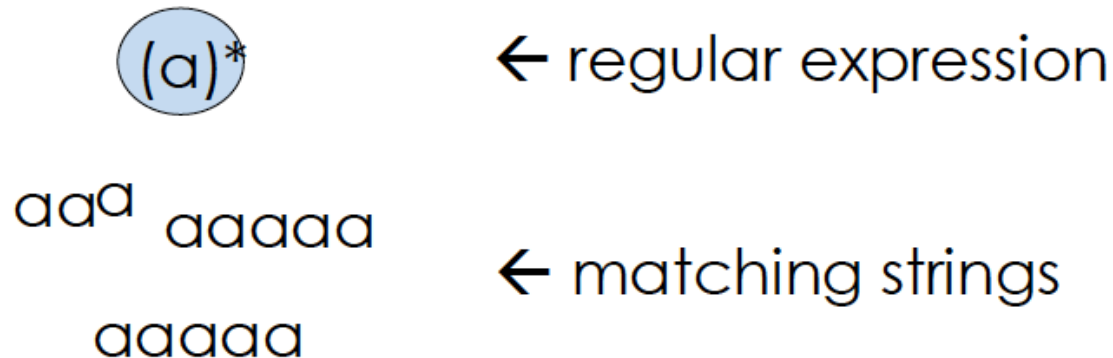 (a)* ← regular expression
aaa aaaaa
← matching strings
aaaaa